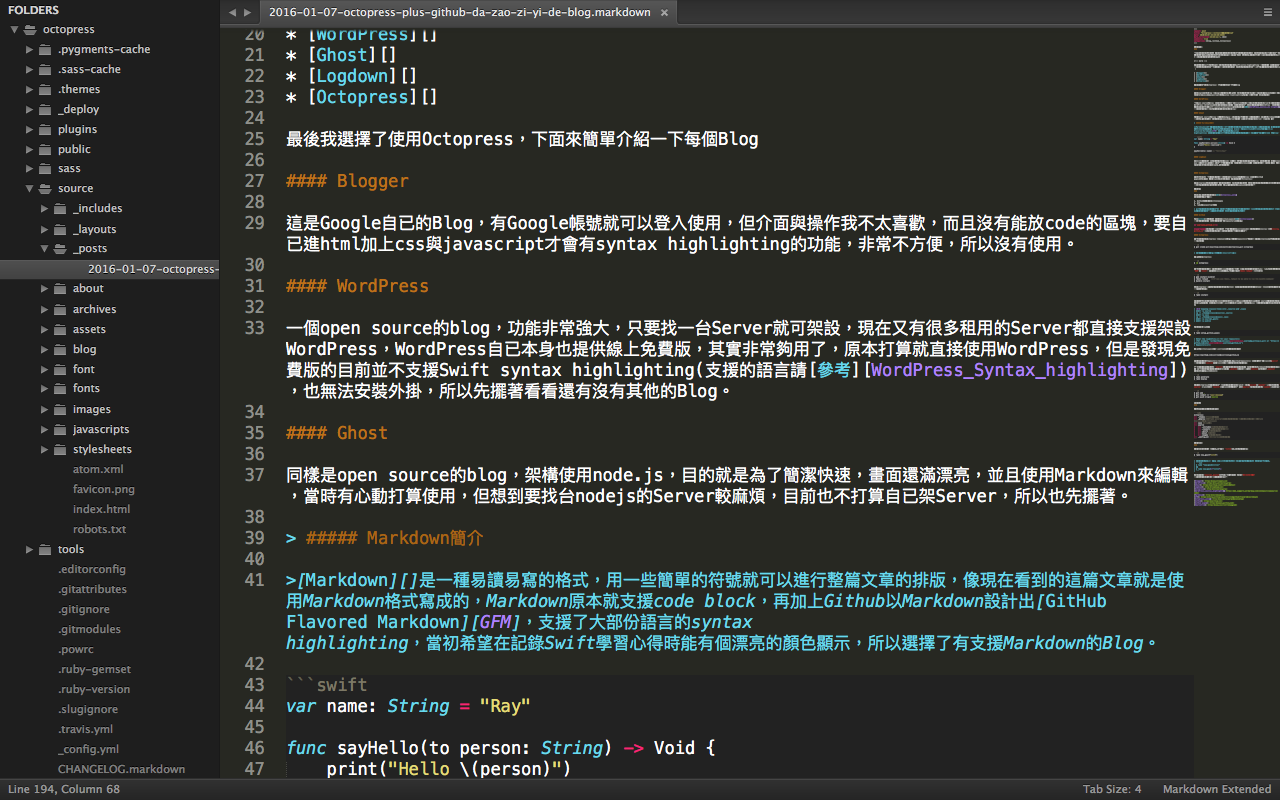 FOLDERS
octopress
.pygments-cache
.sass-cache
.themes
_deploy
plugins
public
sass
source
_includes
_layouts
_posts
2016-01-07-octopress-
about
archives
assets
blog
font
fonts
images
javascripts
stylesheets
atom.xml
favicon.png
index.html
robots.txt
tools
.editorconfig
.gitattributes
.gitignore
.gitmodules
.powrc
.ruby-gemset
.ruby-version
.slugignore
.travis.yml
_config.yml
CHANGELOG.markdown
2016-01-07-octopress-plus-github-da-zao-zi-yi-de-blog.markdown ×
20 * [WordPress][]
21 * [Ghost][]
22 * [Logdown][]
23 * [Octopress][]
24
25 最後我選擇了使用Octopress，下面來簡單介紹一下每個Blog
26
27 #### Blogger
28
29 這是Google自已的Blog，有Google帳號就可以登入使用，但介面與操作我不太喜歡，而且沒有能放code的區塊，要自
已進html加上css與javascript才會有syntax highlighting的功能，非常不方便，所以沒有使用。
30
31 #### WordPress
32
33 一個open source的blog，功能非常強大，只要找一台Server就可架設，現在又有很多租用的Server都直接支援架設
WordPress，WordPress自已本身也提供線上免費版，其實非常夠用了，原本打算就直接使用WordPress，但是發現免
費版的目前並不支援Swift syntax highlighting(支援的語言請[參考][WordPress_Syntax_highlighting])
，也無法安裝外掛，所以先擺著看看還有沒有其他的Blog。
34
35 #### Ghost
36
37 同樣是open source的blog，架構使用node.js，目的就是為了簡潔快速，畫面還滿漂亮，並且使用Markdown來編輯
，當時有心動打算使用，但想到要找台nodejs的Server較麻煩，目前也不打算自已架Server，所以也先擺著。
38
39 > ##### Markdown簡介
40
41 >[Markdown][]是一種易讀易寫的格式，用一些簡單的符號就可以進行整篇文章的排版，像現在看到的這篇文章就是使
用Markdown格式寫成的，Markdown原本就支援code block，再加上Github以Markdown設計出[GitHub
Flavored Markdown][GFM]，支援了大部份語言的syntax
highlighting，當初希望在記錄Swift學習心得時能有個漂亮的顏色顯示，所以選擇了有支援Markdown的Blog。
42
43 ```swift
44 var name: String = "Ray"
45
46 func sayHello(to person: String) -> Void {
47 print("Hello \(person)")
Line 194, Column 68
Tab Size: 4
Markdown Extended